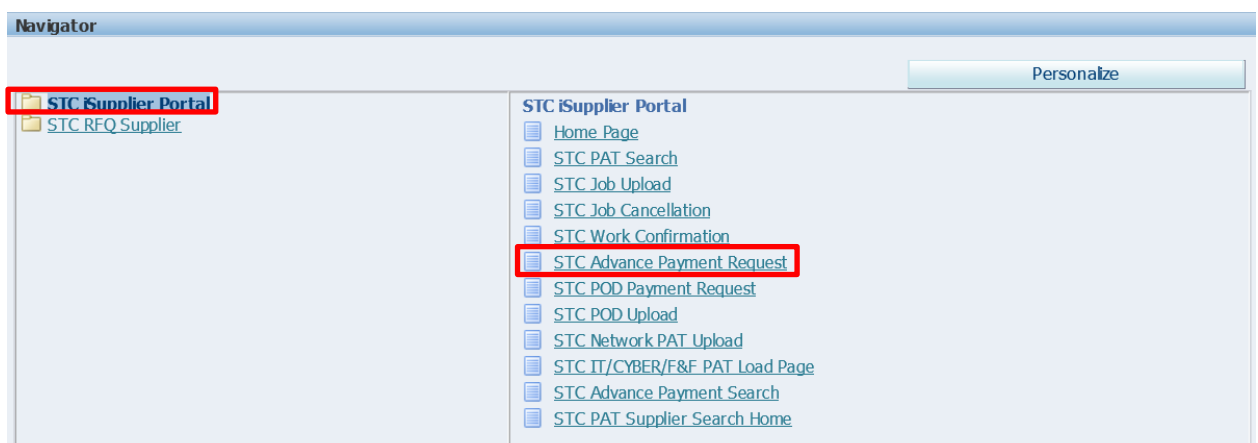 Navigator
Personalize
STC iSupplier Portal
STC RFQ Supplier
STC iSupplier Portal
Home Page
STC PAT Search
STC Job Upload
STC Job Cancellation
STC Work Confirmation
STC Advance Payment Request
STC POD Payment Request
STC POD Upload
STC Network PAT Upload
STC IT/CYBER/F&F PAT Load Page
STC Advance Payment Search
STC PAT Supplier Search Home